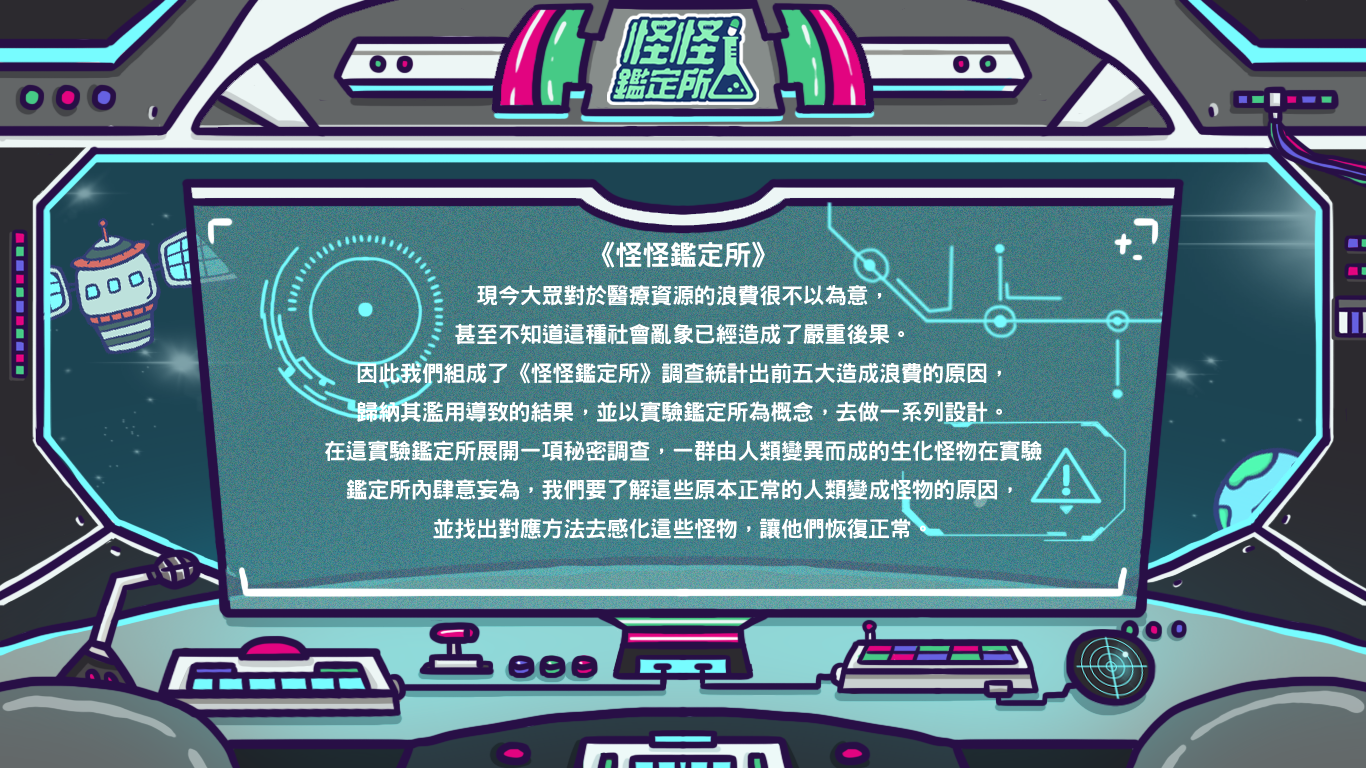 怪怪
鑑定所
《怪怪鑑定所》
現今大眾對於醫療資源的浪費很不以為意，
甚至不知道這種社會亂象已經造成了嚴重後果。
因此我們組成了《怪怪鑑定所》調查統計出前五大造成浪費的原因，
歸納其濫用導致的結果，並以實驗鑑定所為概念，去做一系列設計。
在這實驗鑑定所展開一項秘密調查，一群由人類變異而成的生化怪物在實驗
鑑定所內肆意妄為，我們要了解這些原本正常的人類變成怪物的原因，
並找出對應方法去感化這些怪物，讓他們恢復正常。